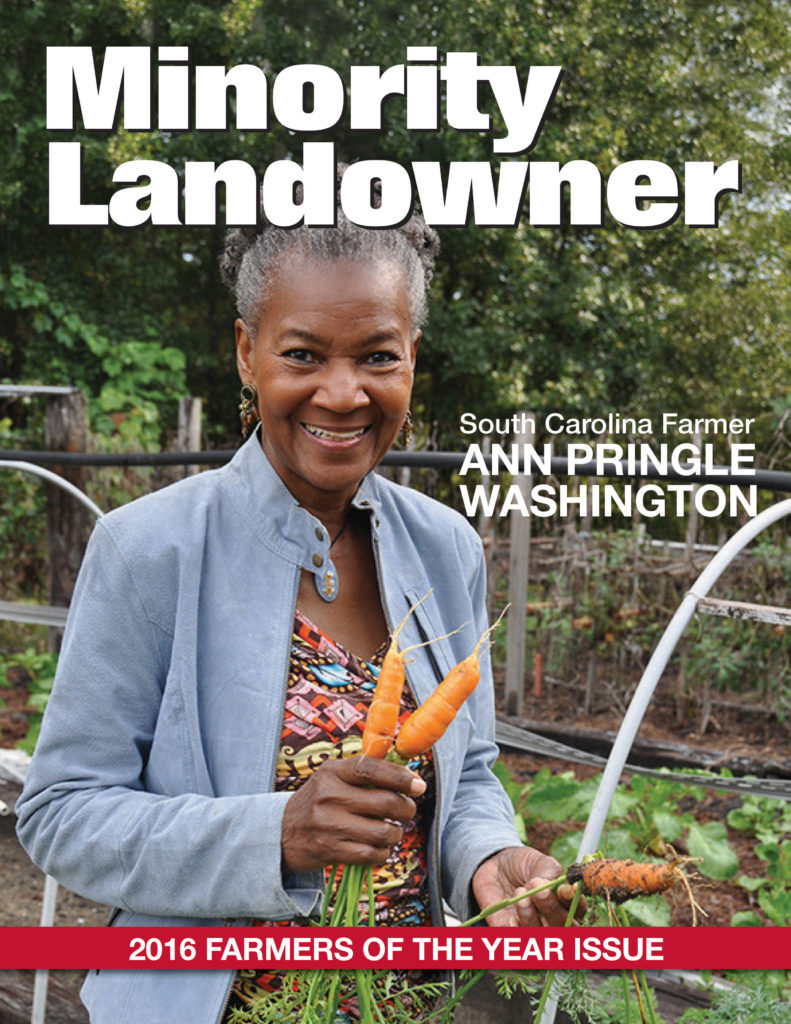 Minority
Landowner
South Carolina Farmer
ANN PRINGLE
WASHINGTON
2016 FARMERS OF THE YEAR ISSUE